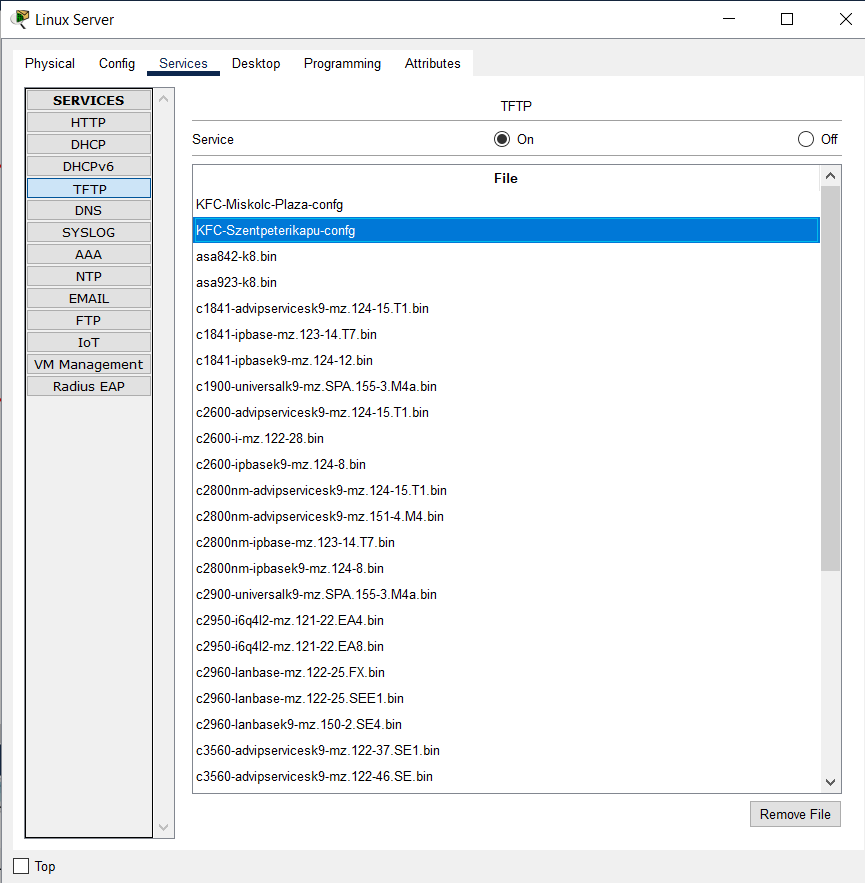 Linux Server
Physical Config Services Desktop Programming Attributes
SERVICES
HTTP
DHCP
DHCPv6
TFTP
DNS
SYSLOG
AAA
NTP
EMAIL
FTP
IoT
VM Management
Radius EAP
TFTP
Service On Off
File
KFC-Miskolc-Plaza-confg
KFC-Szentpeterikapu-confg
asa842-k8.bin
asa923-k8.bin
c1841-advipservicesk9-mz.124-15.T1.bin
c1841-ipbase-mz.123-14.T7.bin
c1841-ipbasek9-mz.124-12.bin
c1900-universalk9-mz.SPA.155-3.M4a.bin
c2600-advipservicesk9-mz.124-15.T1.bin
c2600-i-mz.122-28.bin
c2600-ipbasek9-mz.124-8.bin
c2800nm-advipservicesk9-mz.124-15.T1.bin
c2800nm-advipservicesk9-mz.151-4.M4.bin
c2800nm-ipbase-mz.123-14.T7.bin
c2800nm-ipbasek9-mz.124-8.bin
c2900-universalk9-mz.SPA.155-3.M4a.bin
c2950-i6q4l2-mz.121-22.EA4.bin
c2950-i6q4l2-mz.121-22.EA8.bin
c2960-lanbase-mz.122-25.FX.bin
c2960-lanbase-mz.122-25.SEE1.bin
c2960-lanbasek9-mz.150-2.SE4.bin
c3560-advipservicesk9-mz.122-37.SE1.bin
c3560-advipservicesk9-mz.122-46.SE.bin
Remove File
Top